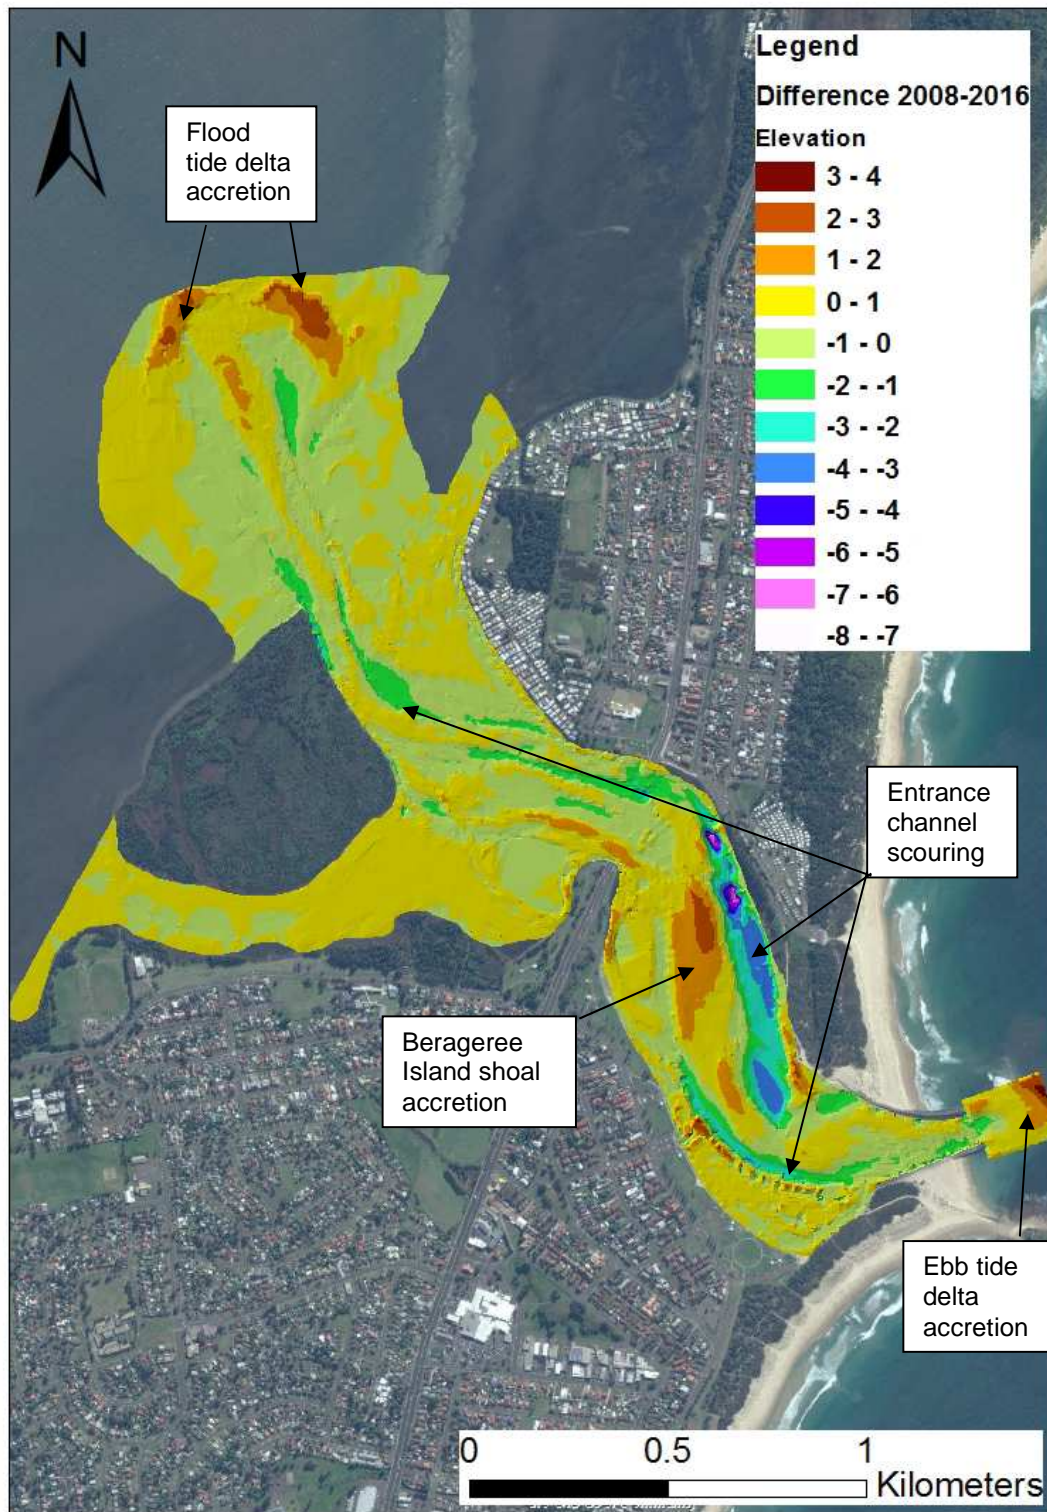 N
Flood
tide delta
accretion
Legend
Difference 2008-2016
Elevation
3 - 4
2 - 3
1 - 2
0 - 1
-1 - 0
-2 - -1
-3 - -2
-4 - -3
-5 - -4
-6 - -5
-7 - -6
-8 - -7
Entrance
channel
scouring
Berageree
Island shoal
accretion
Ebb tide
delta
accretion
0 0.5 1
Kilometers